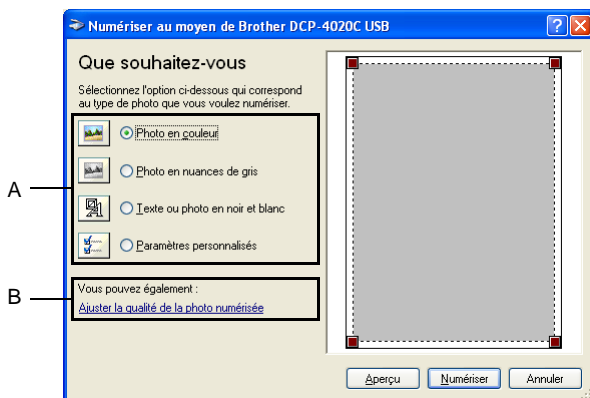 Numériser au moyen de Brother DCP-4020C USB
Que souhaitez-vous
Sélectionnez l'option ci-dessous qui correspond
au type de photo que vous voulez numériser.
A
Photo en couleur
Photo en nuances de gris
Texte ou photo en noir et blanc
Paramètres personnalisés
B
Vous pouvez également :
Ajuster la qualité de la photo numérisée
Aperçu
Numériser
Annuler